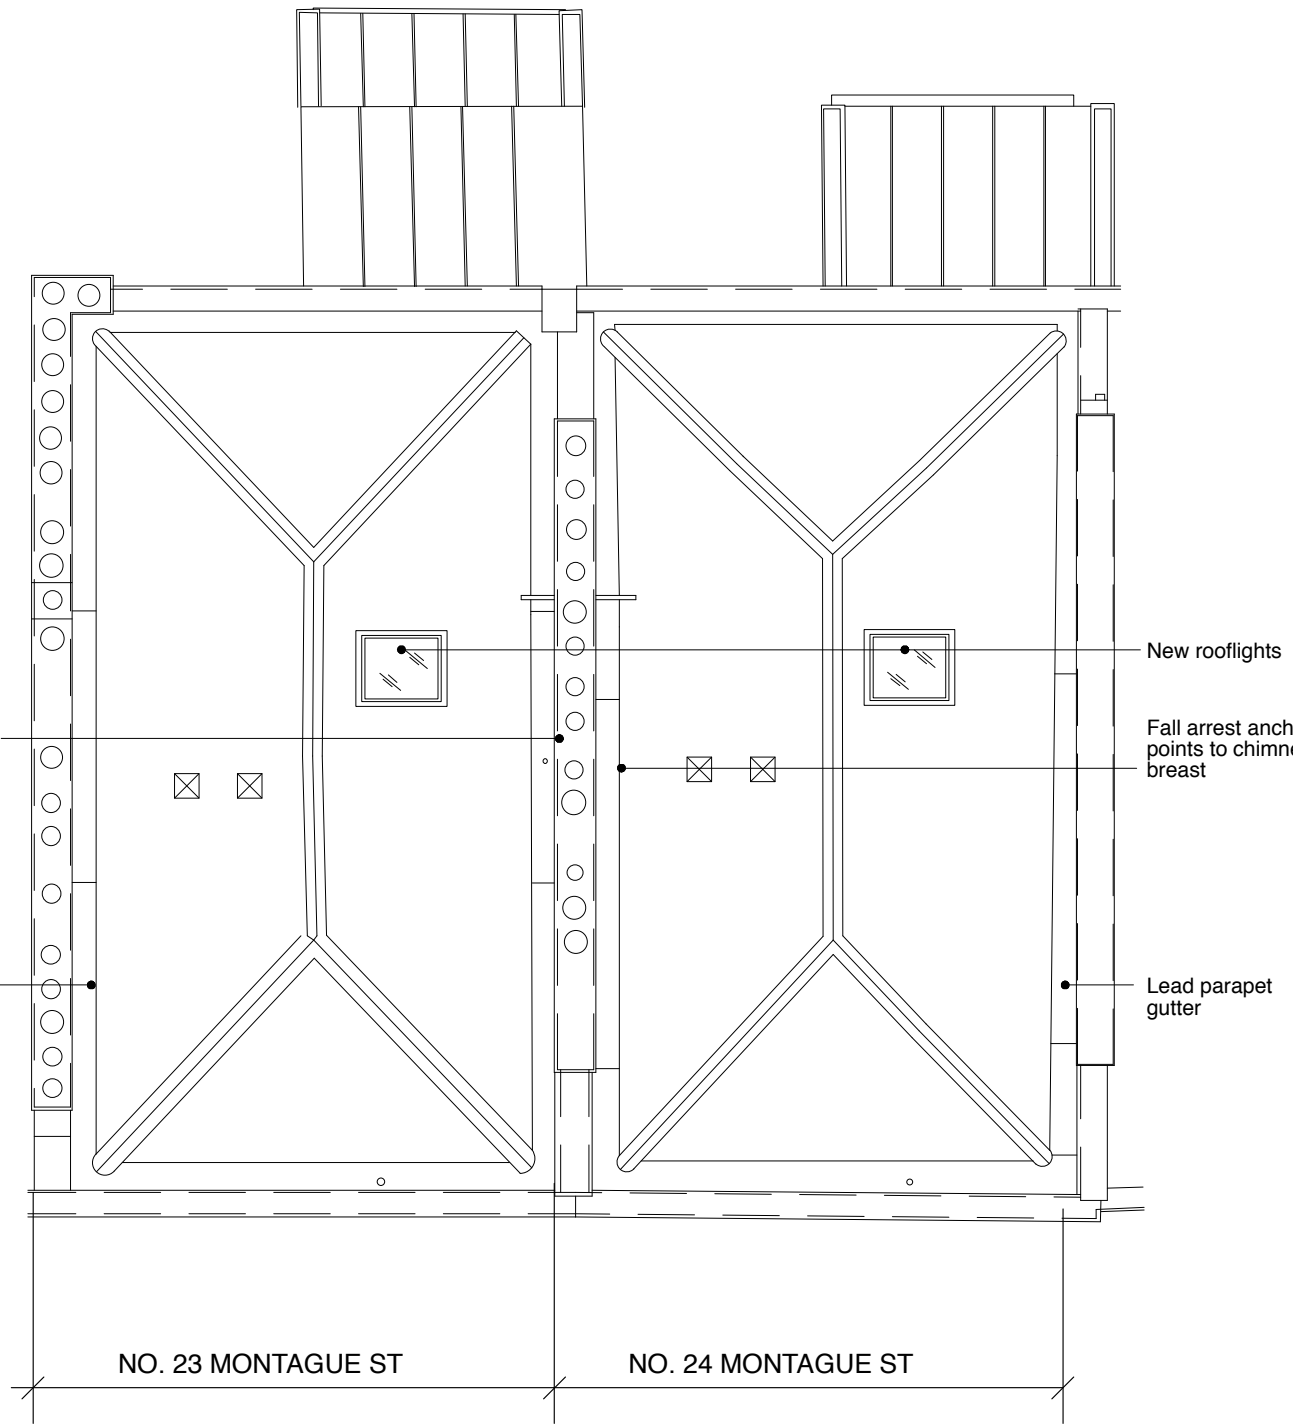 New rooflights
Fall arrest anch
points to chimne
breast
Lead parapet
gutter
NO. 23 MONTAGUE ST
NO. 24 MONTAGUE ST